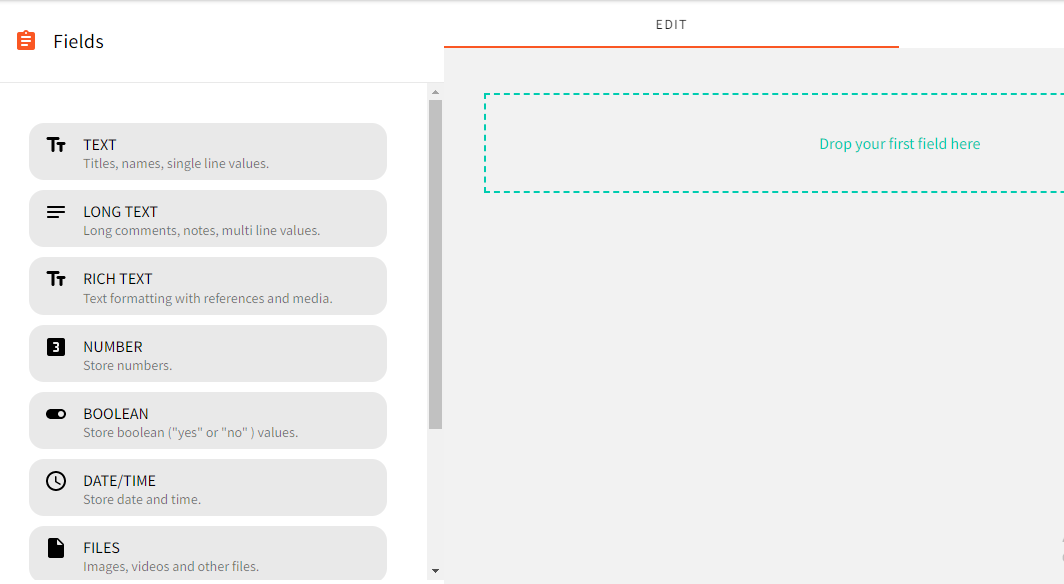 Fields
EDIT
TEXT
Titles, names, single line values.
LONG TEXT
Long comments, notes, multi line values.
RICH TEXT
Text formatting with references and media.
3
NUMBER
Store numbers.
BOOLEAN
Store boolean ("yes" or "no" ) values.
DATE/TIME
Store date and time.
FILES
Images, videos and other files.
Drop your first field here